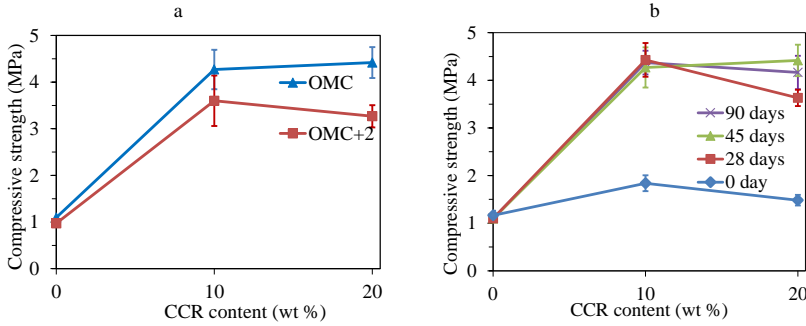 a
Compressive strength (MPa)
5
4
3
2
1
0
OMC
OMC+2
0
10
20
CCR content (wt %)
b
Compressive strength (MPa)
5
4
3
2
1
0
90 days
45 days
28 days
0 day
0
10
20
CCR content (wt %)